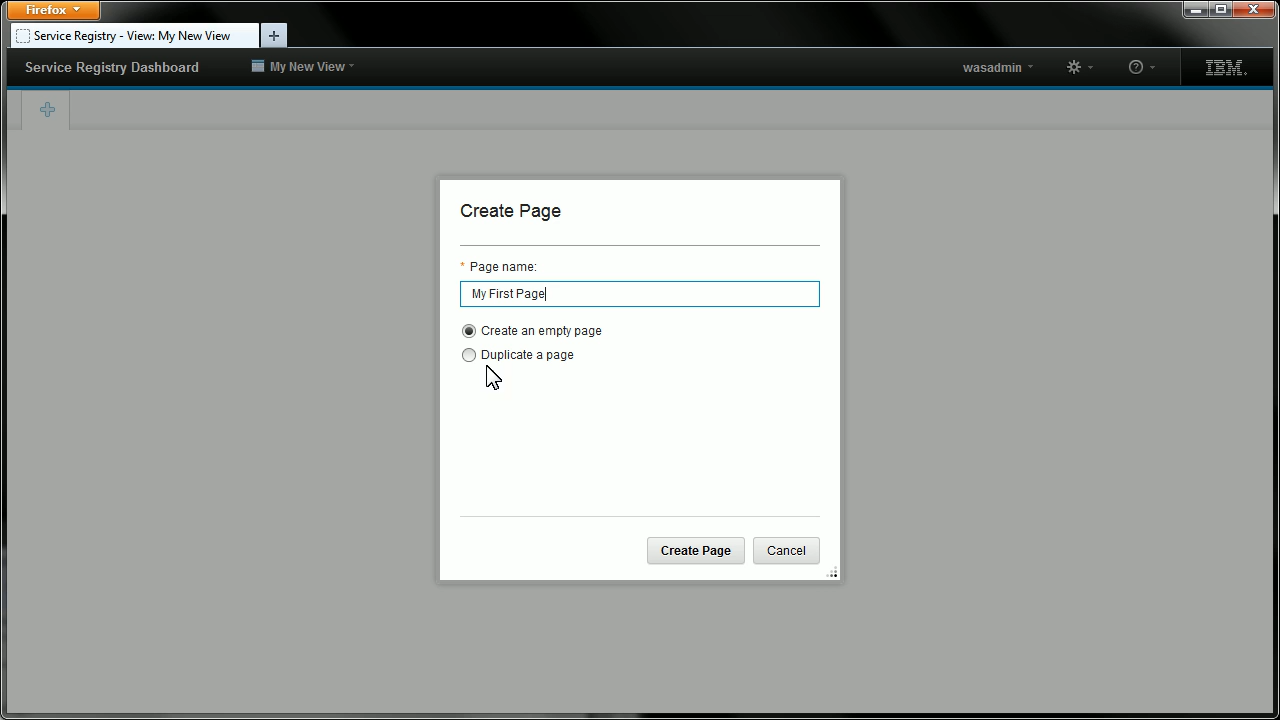 Firefox
Service Registry - View: My New View
Service Registry Dashboard
My New View
wasadmin
?
IBM
Create Page
* Page name:
My First Page
Create an empty page
Duplicate a page
Create Page
Cancel